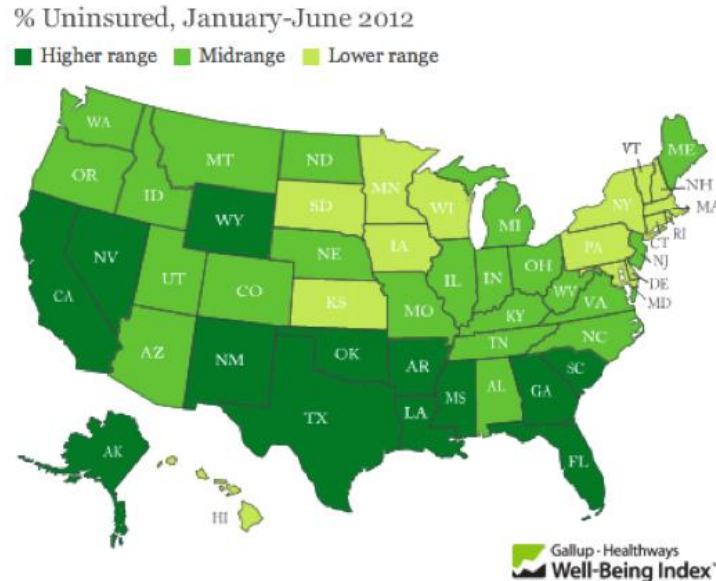 % Uninsured, January-June 2012
Higher range Midrange Lower range
WA
ME
VT
MT
ND
OR
MN
NH
ID
SD
WI
NY
MA
WY
MI
RI
CT
IA
PA
NV
NE
NJ
OH
IL
IN
DE
UT
CO
WV
MD
CA
KS
MO
VA
KY
NC
TN
OK
AZ
NM
AR
SC
MS
AL
GA
TX
LA
AK
FL
HI
Gallup-Healthways
Well-Being Index